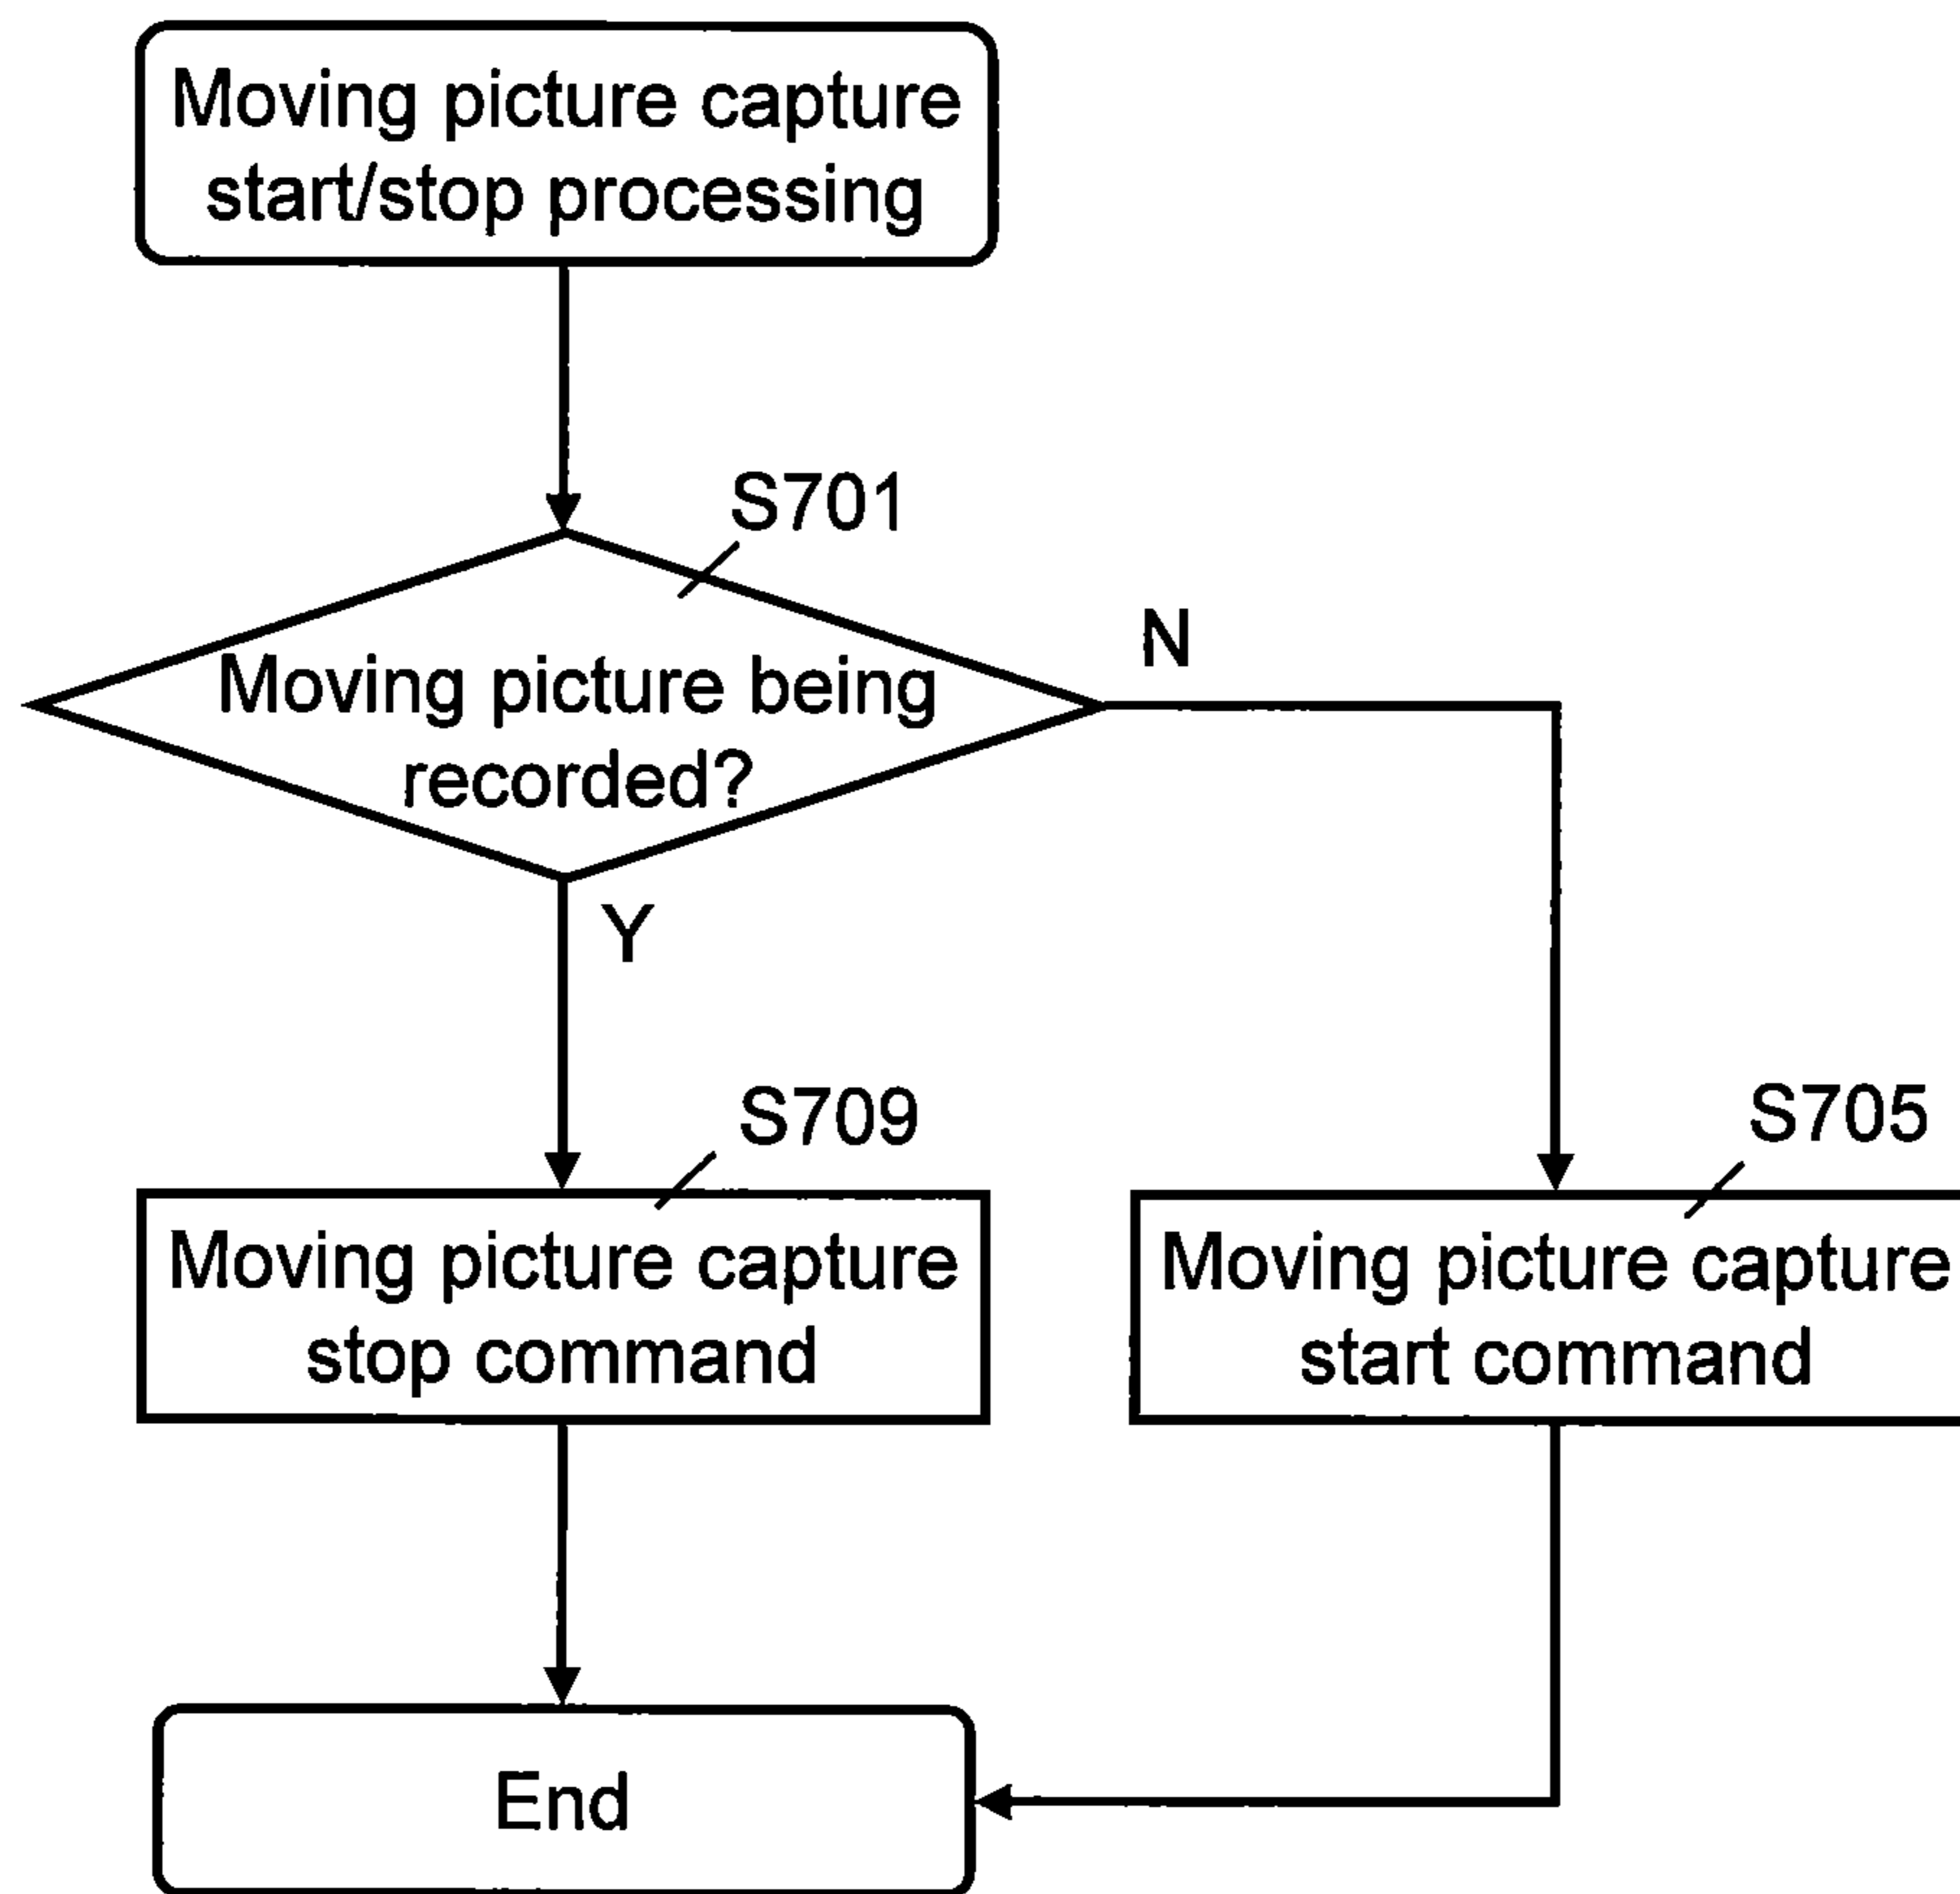 Moving picture capture
start/stop processing
S701
Moving picture being
recorded?
N
Y
S709
Moving picture capture
stop command
S705
Moving picture capture
start command
End